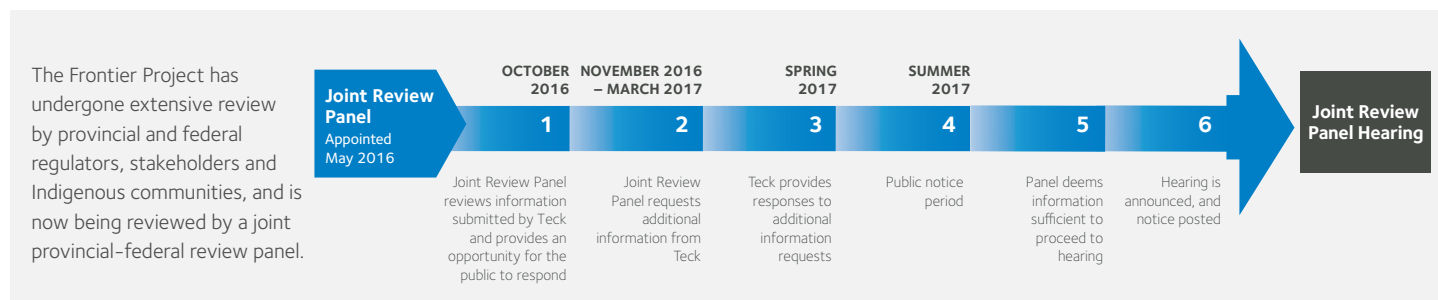 The Frontier Project has
undergone extensive review
by provincial and federal
regulators, stakeholders and
Indigenous communities, and is
now being reviewed by a joint
provincial–federal review panel.
Joint Review
Panel
Appointed
May 2016
OCTOBER
2016
1
Joint Review Panel
reviews information
submitted by Teck
and provides an
opportunity for the
public to respond
NOVEMBER 2016
– MARCH 2017
2
Joint Review
Panel requests
additional
information from
Teck
SPRING
2017
3
Teck provides
responses to
additional
information
requests
SUMMER
2017
4
Public notice
period
5
Panel deems
information
sufficient to
proceed to
hearing
6
Hearing is
announced, and
notice posted
Joint Review
Panel Hearing